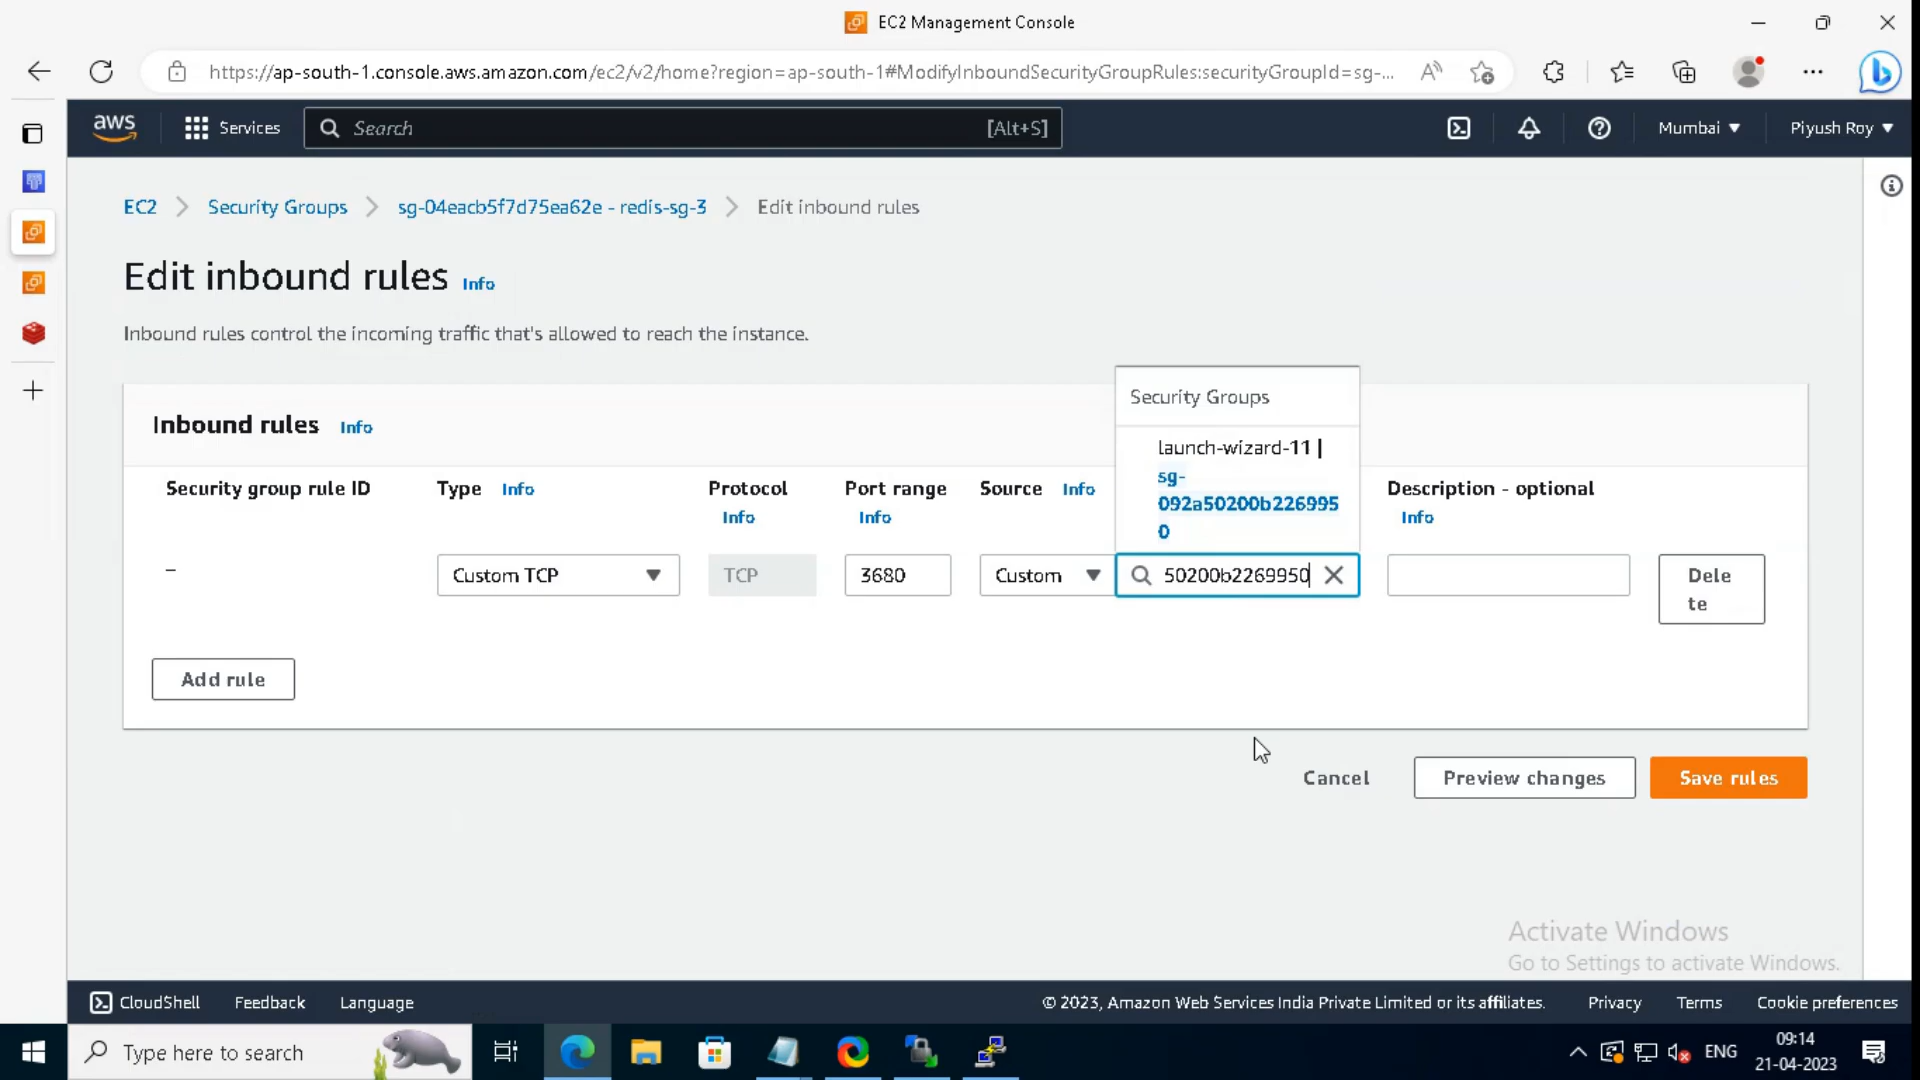 EC2 Management Console
https://ap-south-1.console.aws.amazon.com/ec2/v2/home?region=ap-south-1#ModifyInboundSecurityGroupRules:securityGroupId=sg-...
aws
Services
Search
[Alt+S]
Mumbai
Piyush Roy
EC2
Security Groups
sg-04eacb5f7d75ea62e - redis-sg-3
Edit inbound rules
Edit inbound rules Info
Inbound rules control the incoming traffic that's allowed to reach the instance.
Inbound rules Info
Security group rule ID
Type Info
Protocol
Info
Port range
Info
Source Info
Description - optional
Info
Security Groups
launch-wizard-11 |
sg-
092a50200b226995
0
–
Custom TCP
TCP
3680
Custom
50200b2269950
Dele
te
Add rule
Cancel
Preview changes
Save rules
Activate Windows
Go to Settings to activate Windows.
CloudShell
Feedback
Language
© 2023, Amazon Web Services India Private Limited or its affiliates.
Privacy
Terms
Cookie preferences
Type here to search
ENG
09:14
21-04-2023